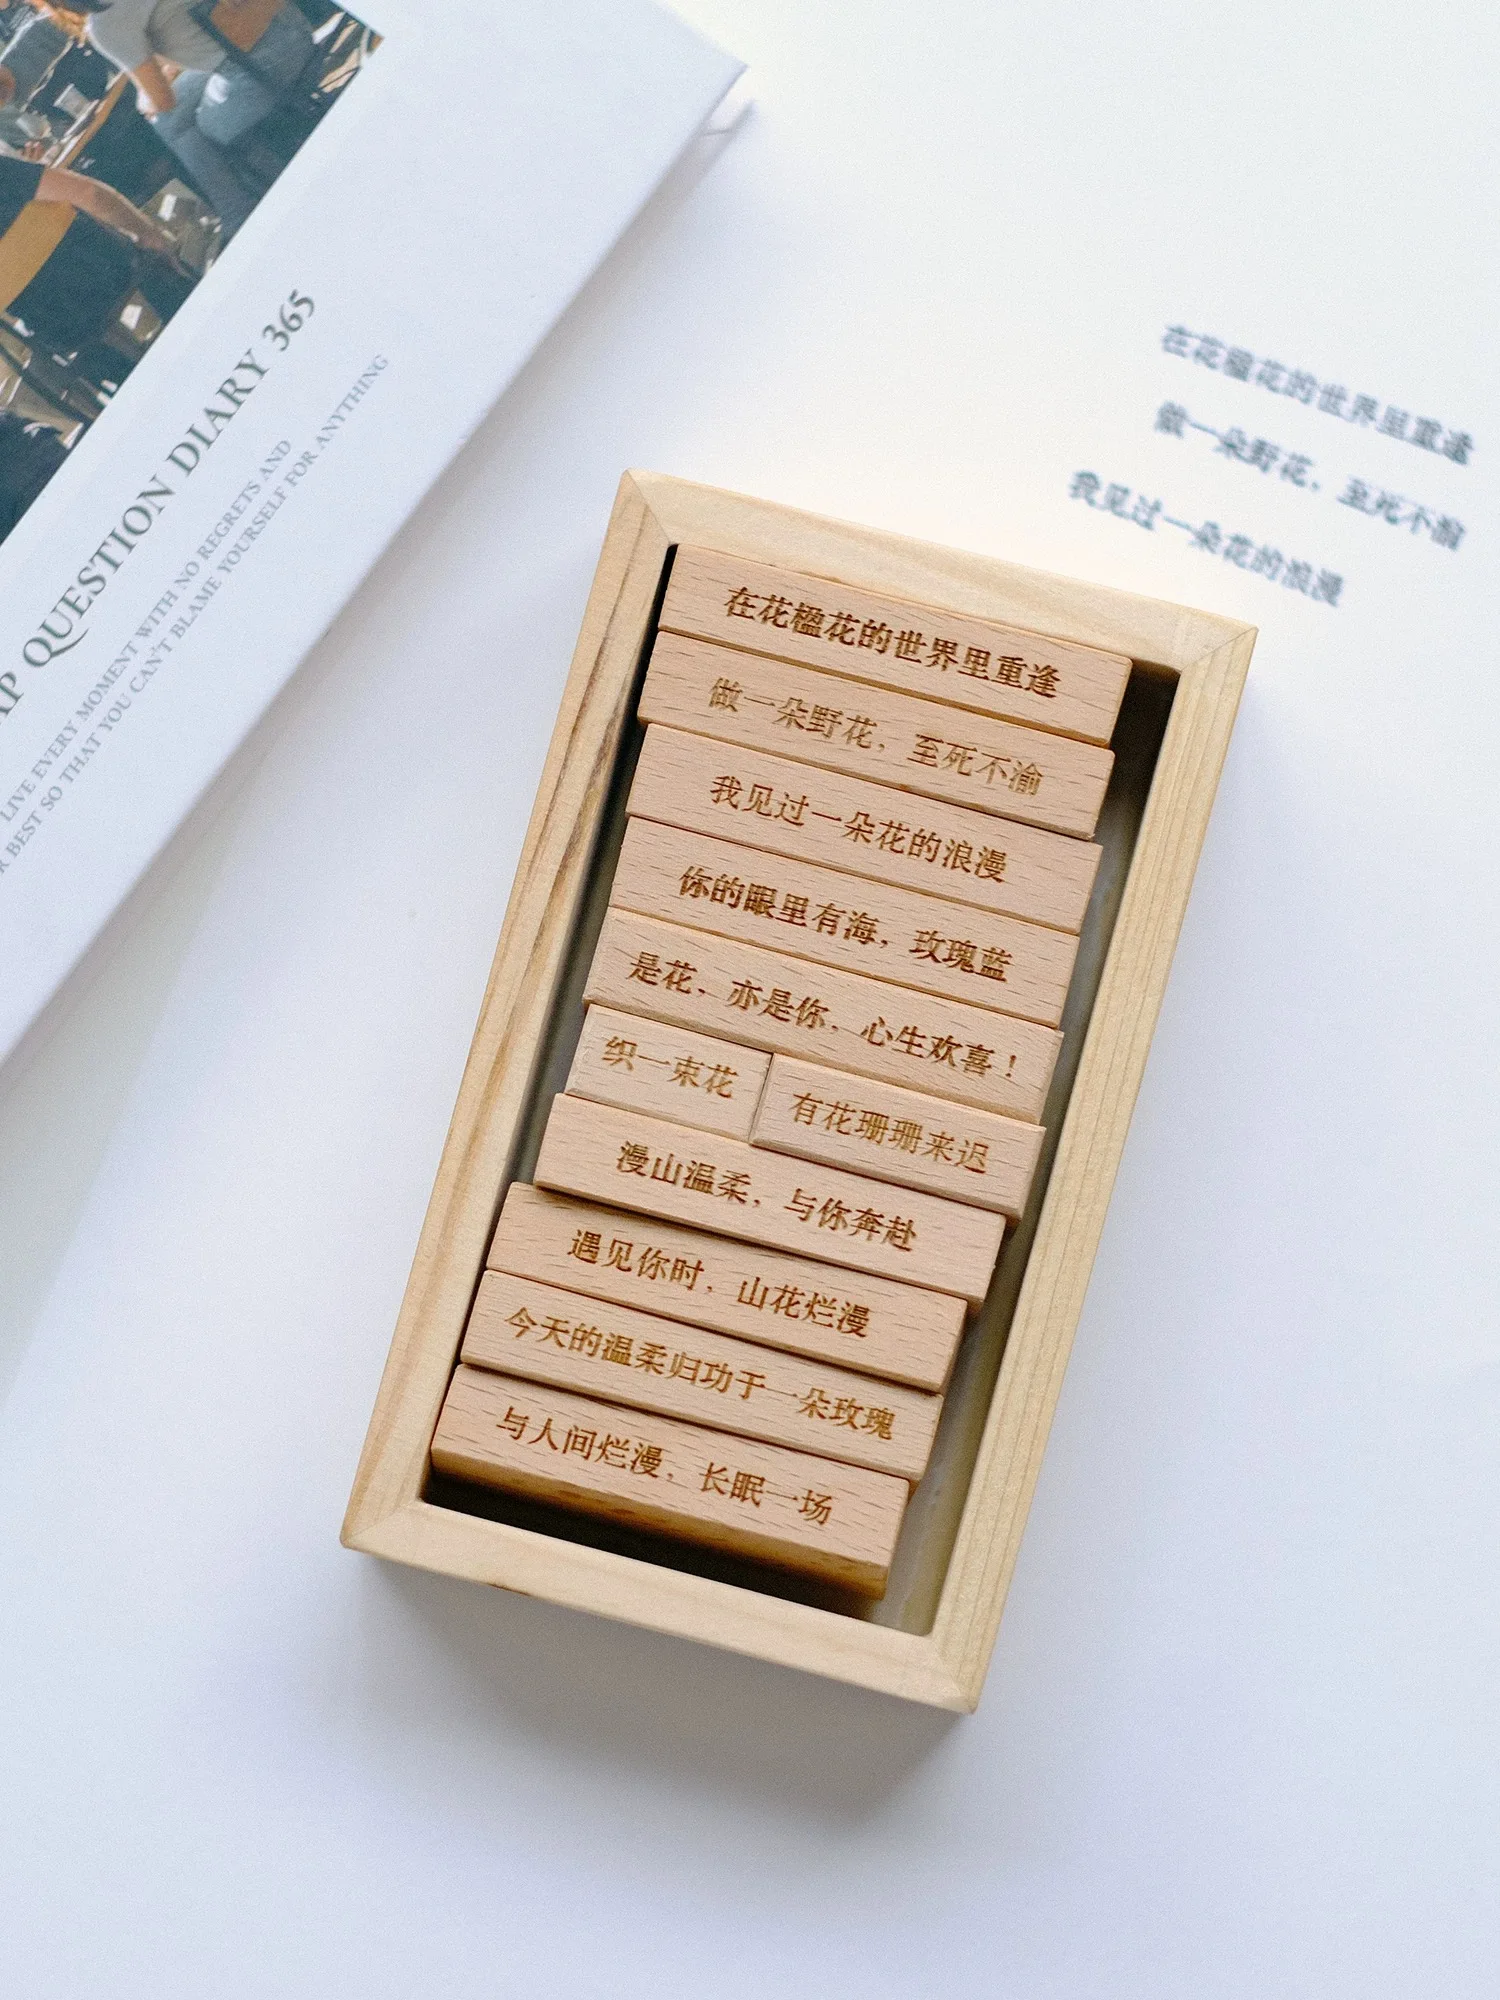 QUESTION DIARY 365
LIVE EVERY MOMENT WITH NO REGRETS AND
BEST SO THAT YOU CAN'T BLAME YOURSELF FOR ANYTHING
在花楹花的世界里重逢
做一朵野花，至死不渝
我见过一朵花的浪漫
在花楹花的世界里重逢
做一朵野花，至死不渝
我见过一朵花的浪漫
你的眼里有海，玫瑰蓝
是花，亦是你，心生欢喜！
织一束花
有花珊珊来迟
漫山温柔，与你奔赴
遇见你时，山花烂漫
今天的温柔归功于一朵玫瑰
与人间烂漫，长眠一场